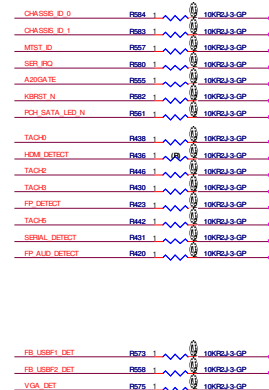 CHASSIS_ID_0 R584 1 10KR2J-3-GP
CHASSIS_ID_1 R583 1 10KR2J-3-GP
MTST_ID R557 1 10KR2J-3-GP
SER_IRQ R580 1 10KR2J-3-GP
A20GATE R555 1 10KR2J-3-GP
KBRST_N R582 1 10KR2J-3-GP
PCH_SATA_LED_N R561 1 10KR2J-3-GP
TACH0 R438 1 10KR2J-3-GP
HDMI_DETECT R436 1 (R) 10KR2J-3-GP
TACH2 R446 1 10KR2J-3-GP
TACH3 R430 1 10KR2J-3-GP
FP_DETECT R423 1 10KR2J-3-GP
TACH5 R442 1 10KR2J-3-GP
SERIAL_DETECT R431 1 10KR2J-3-GP
FP_AUD_DETECT R420 1 10KR2J-3-GP
FB_USBF1_DET R573 1 10KR2J-3-GP
FB_USBF2_DET R558 1 10KR2J-3-GP
VGA_DET R575 1 10KR2J-3-GP